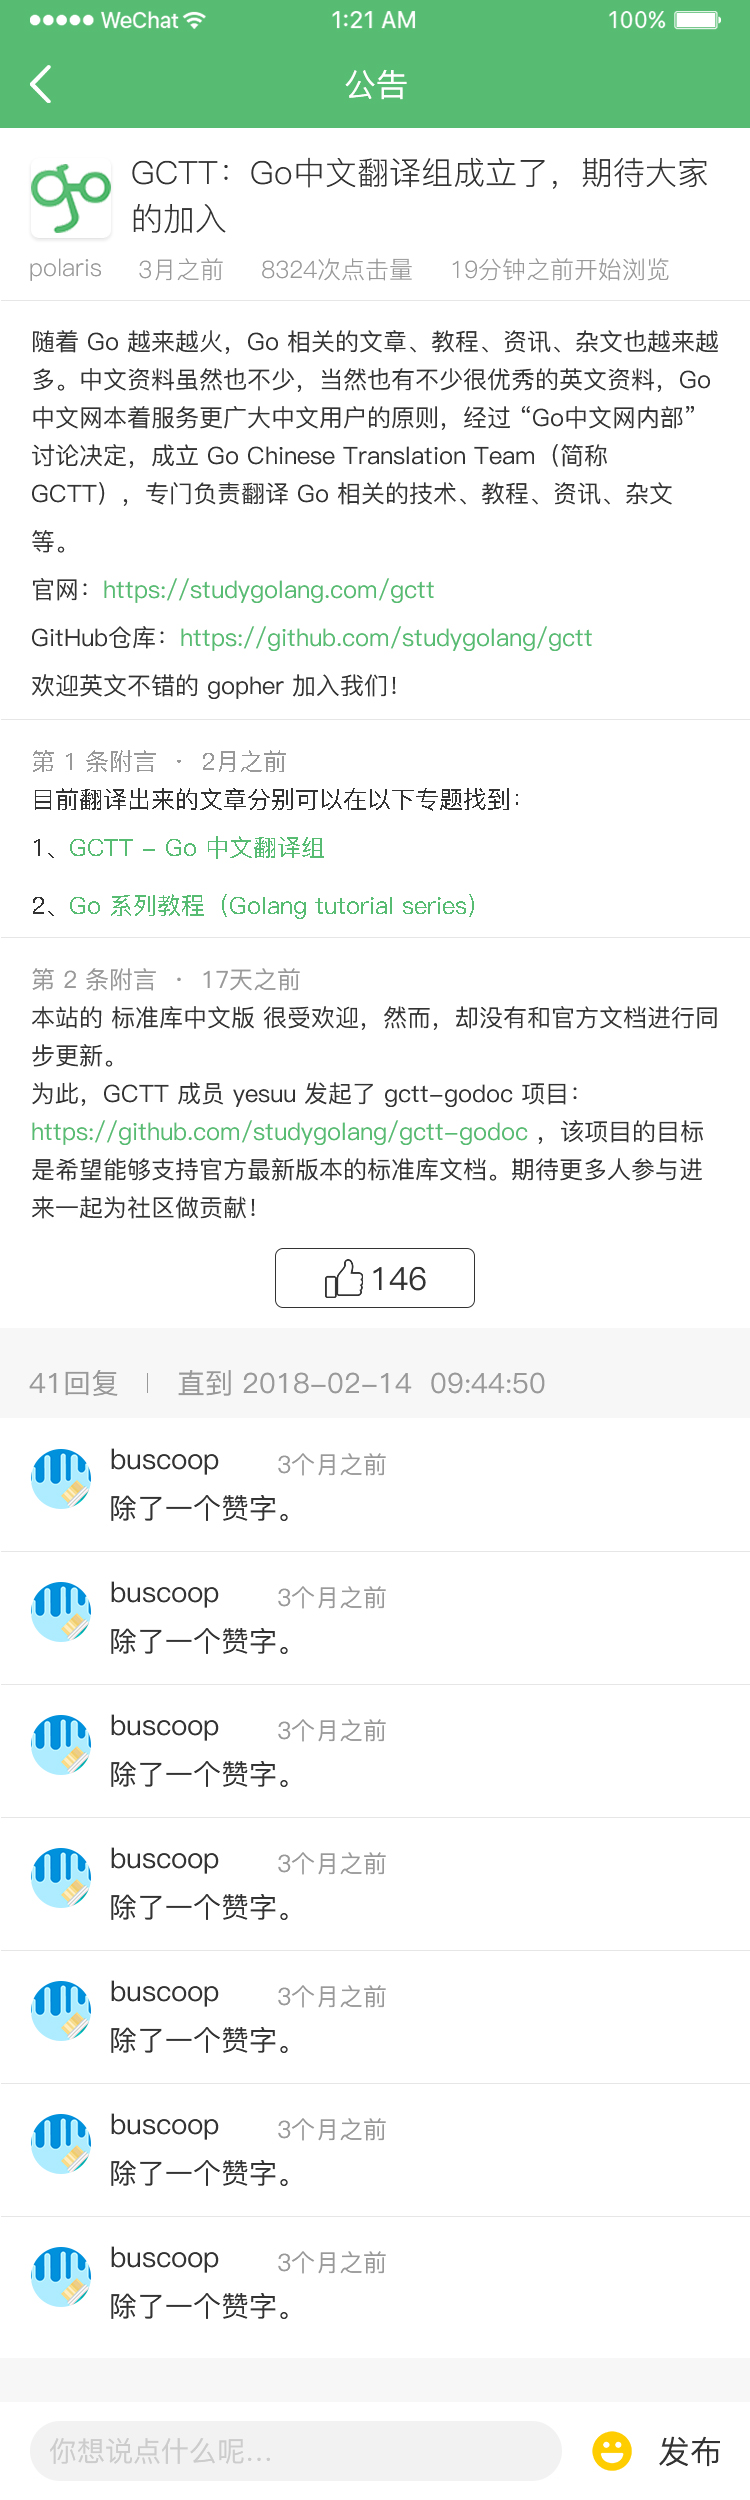 WeChat 1:21 AM 100%
公告
go
GCTT：Go中文翻译组成立了，期待大家
的加入
polaris 3月之前 8324次点击量 19分钟之前开始浏览
随着 Go 越来越火，Go 相关的文章、教程、资讯、杂文也越来越
多。中文资料虽然也不少，当然也有不少很优秀的英文资料，Go
中文网本着服务更广大中文用户的原则，经过 “Go中文网内部”
讨论决定，成立 Go Chinese Translation Team（简称
GCTT），专门负责翻译 Go 相关的技术、教程、资讯、杂文
等。
官网：https://studygolang.com/gctt
GitHub仓库：https://github.com/studygolang/gctt
欢迎英文不错的 gopher 加入我们！
第 1 条附言 · 2月之前
目前翻译出来的文章分别可以在以下专题找到：
1、GCTT - Go 中文翻译组
2、Go 系列教程（Golang tutorial series）
第 2 条附言 · 17天之前
本站的 标准库中文版 很受欢迎，然而，却没有和官方文档进行同
步更新。
为此，GCTT 成员 yesuu 发起了 gctt-godoc 项目：
https://github.com/studygolang/gctt-godoc ，该项目的目标
是希望能够支持官方最新版本的标准库文档。期待更多人参与进
来一起为社区做贡献！
146
41回复 | 直到 2018-02-14 09:44:50
buscoop 3个月之前
除了一个赞字。
buscoop 3个月之前
除了一个赞字。
buscoop 3个月之前
除了一个赞字。
buscoop 3个月之前
除了一个赞字。
buscoop 3个月之前
除了一个赞字。
buscoop 3个月之前
除了一个赞字。
buscoop 3个月之前
除了一个赞字。
你想说点什么呢... 发布